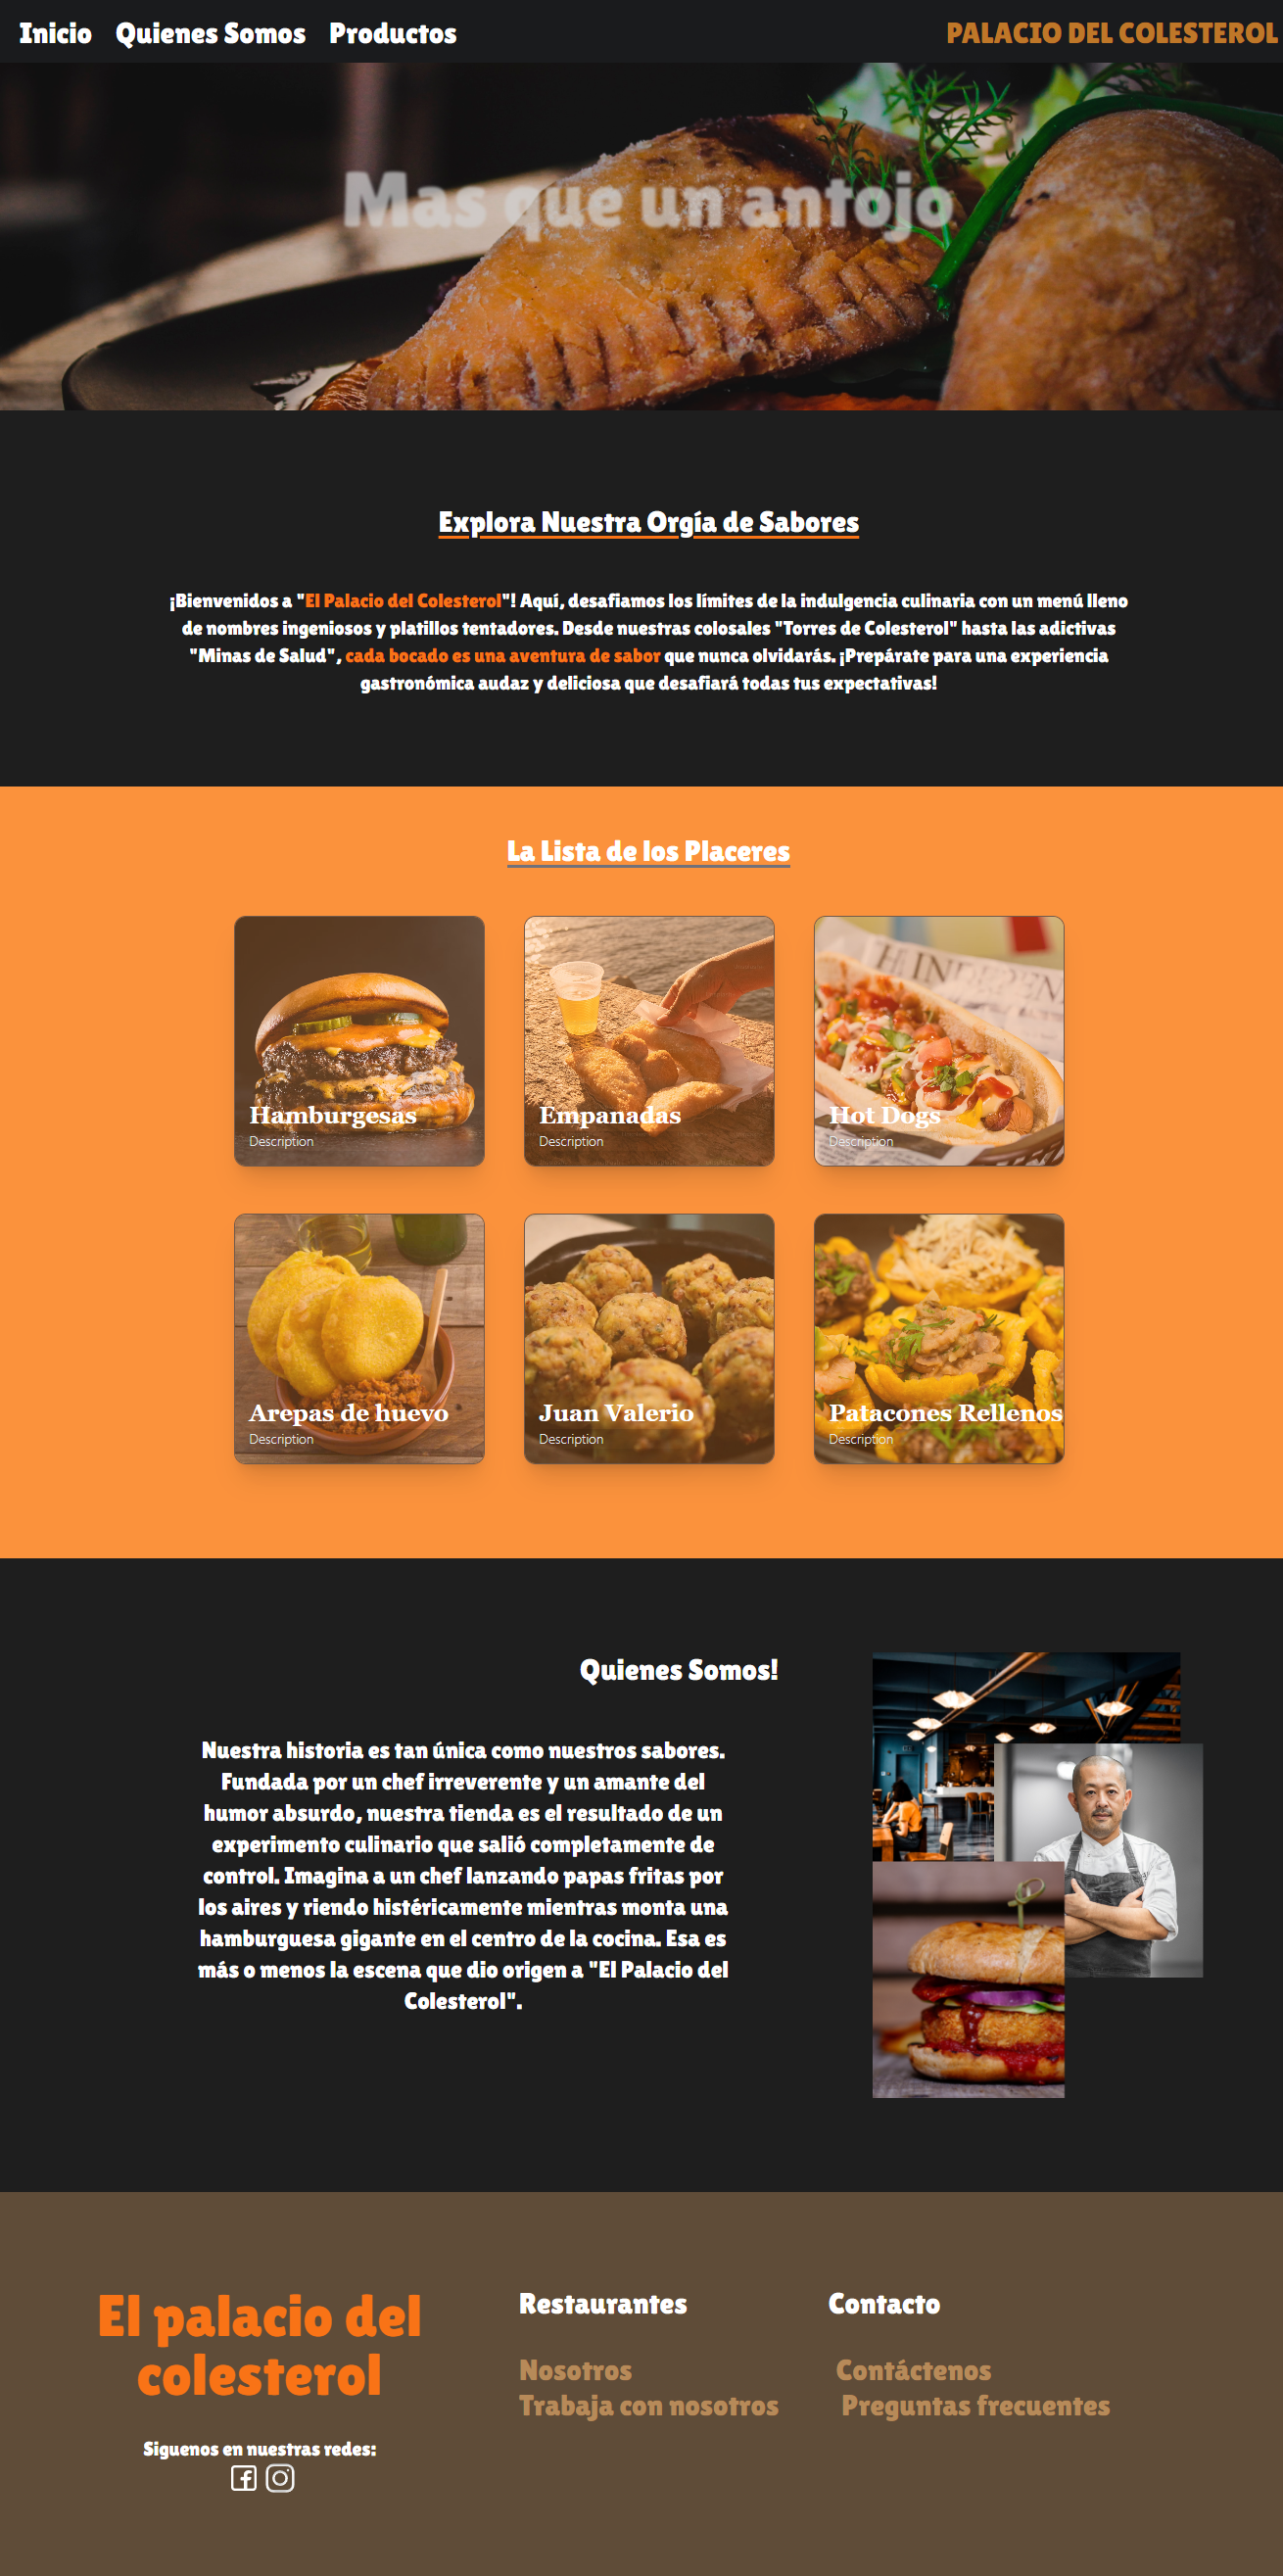 Inicio Quienes Somos Productos PALACIO DEL COLESTEROL
Mas que un antojo
Explora Nuestra Orgía de Sabores
¡Bienvenidos a "El Palacio del Colesterol"! Aquí, desafiamos los límites de la indulgencia culinaria con un menú lleno
de nombres ingeniosos y platillos tentadores. Desde nuestras colosales "Torres de Colesterol" hasta las adictivas
"Minas de Salud", cada bocado es una aventura de sabor que nunca olvidarás. ¡Prepárate para una experiencia
gastronómica audaz y deliciosa que desafiará todas tus expectativas!
La Lista de los Placeres
Hamburgesas
Description
Empanadas
Description
Hot Dogs
Description
Arepas de huevo
Description
Juan Valerio
Description
Patacones Rellenos
Description
Quienes Somos!
Nuestra historia es tan única como nuestros sabores.
Fundada por un chef irreverente y un amante del
humor absurdo, nuestra tienda es el resultado de un
experimento culinario que salió completamente de
control. Imagina a un chef lanzando papas fritas por
los aires y riendo histéricamente mientras monta una
hamburguesa gigante en el centro de la cocina. Esa es
más o menos la escena que dio origen a "El Palacio del
Colesterol".
El palacio del
colesterol
Siguenos en nuestras redes:
Restaurantes
Nosotros
Trabaja con nosotros
Contacto
Contáctenos
Preguntas frecuentes